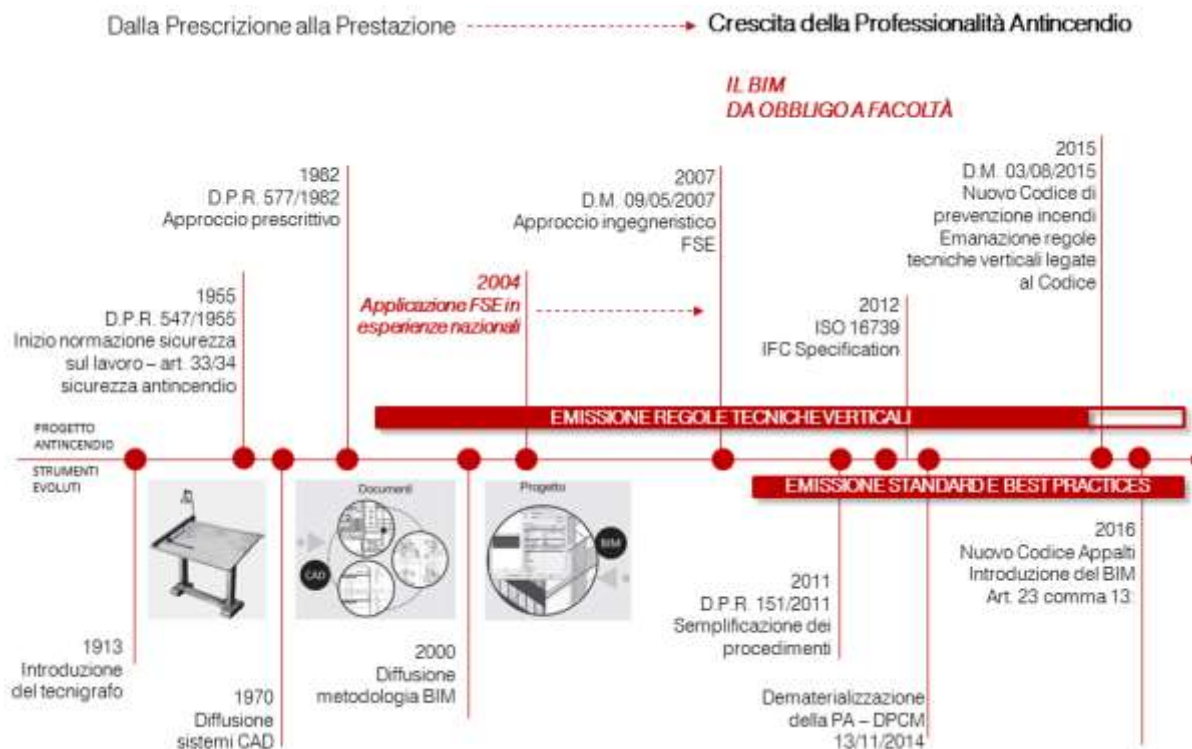 Dalla Prescrizione alla Prestazione
Crescita della Professionalità Antincendio
IL BIM
DA OBBLIGO A FACOLTÀ
1955
D.P.R. 547/1955
Inizio normazione sicurezza
sul lavoro – art. 33/34
sicurezza antincendio
1982
D.P.R. 577/1982
Approccio prescrittivo
2004
Applicazione FSE in
esperienze nazionali
2007
D.M. 09/05/2007
Approccio ingegneristico
FSE
2012
ISO 16739
IFC Specification
2015
D.M. 03/08/2015
Nuovo Codice di
prevenzione incendi
Emanazione regole
tecniche verticali legate
al Codice
EMISSIONE REGOLE TECNICHE VERTICALI
PROGETTO
ANTINCENDIO
STRUMENTI
EVOLUTI
EMISSIONE STANDARD E BEST PRACTICES
Documenti
CAD
Progetto
BIM
1913
Introduzione
del tecnigrafo
1970
Diffusione
sistemi CAD
2000
Diffusione
metodologia BIM
2011
D.P.R. 151/2011
Semplificazione dei
procedimenti
Dematerializzazione
della PA – DPCM
13/11/2014
2016
Nuovo Codice Appalti
Introduzione del BIM
Art. 23 comma 13: